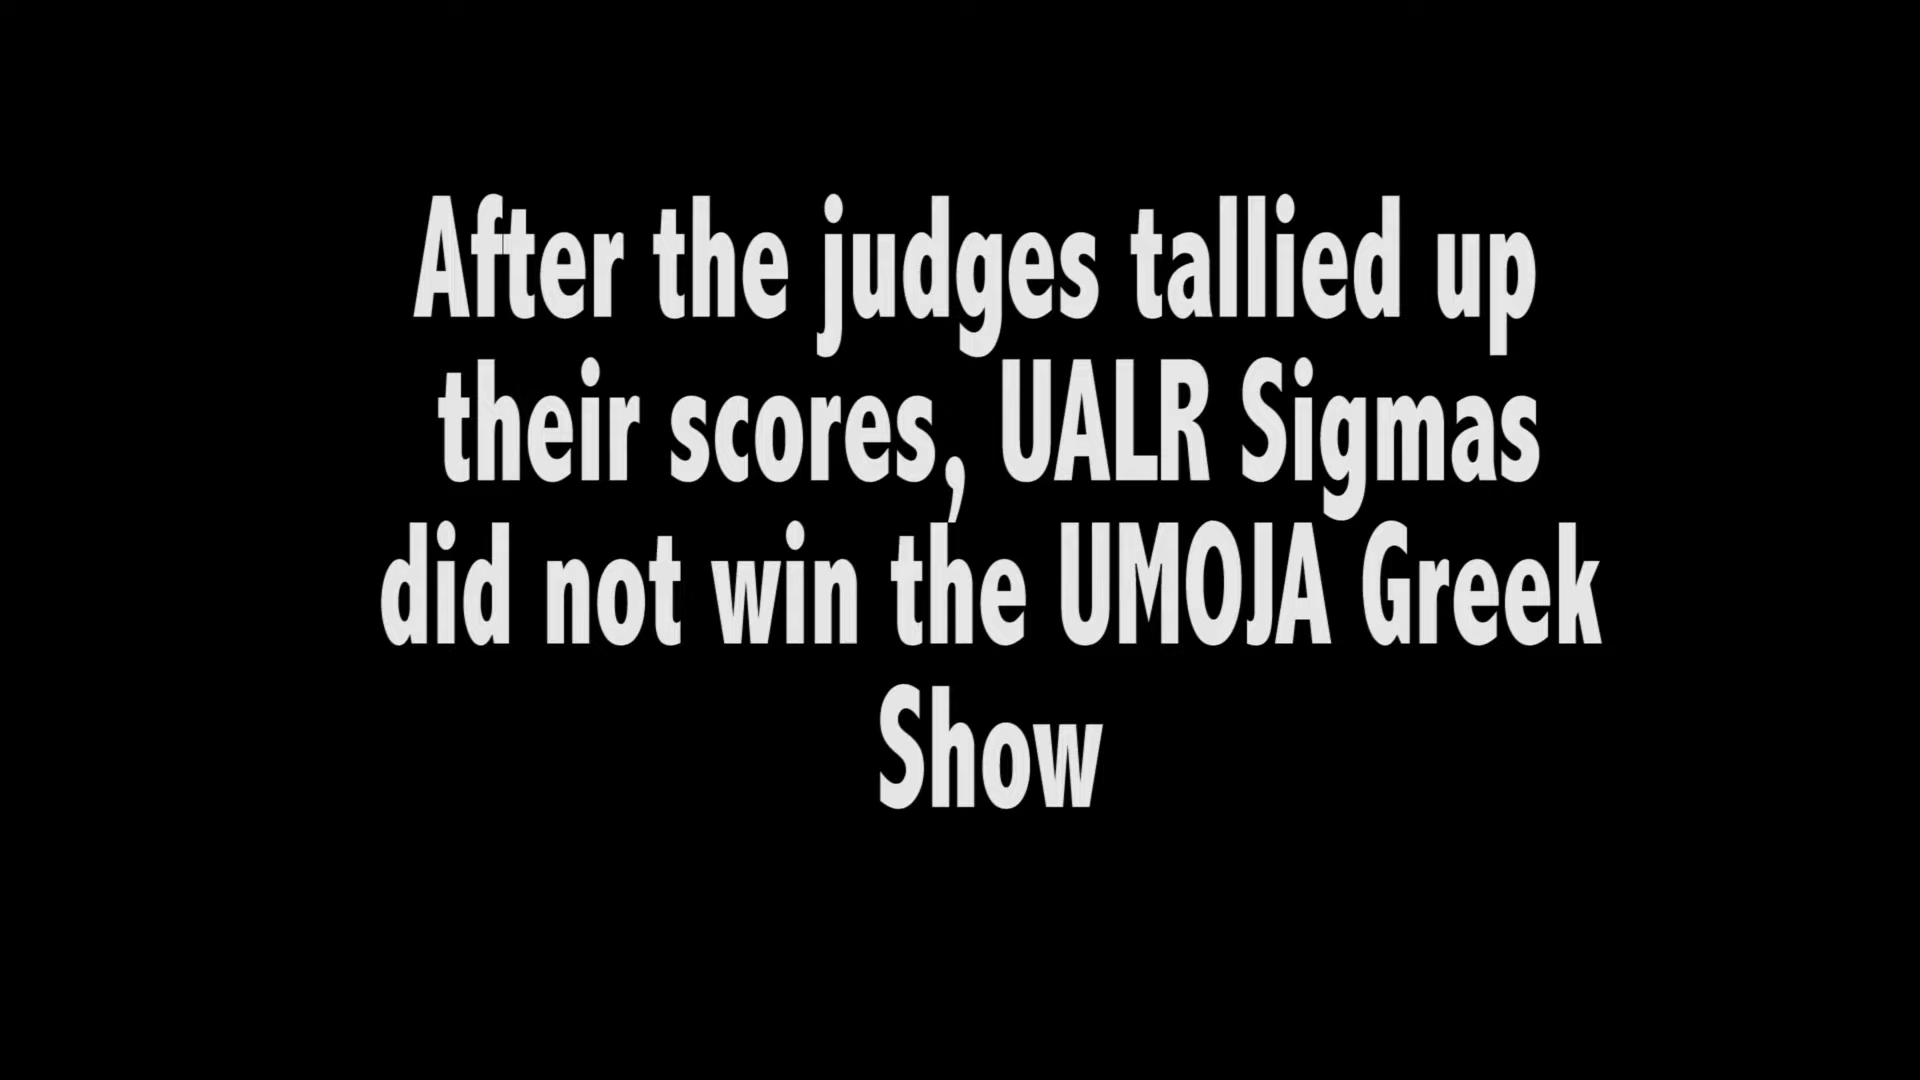 After the judges tallied up
their scores, UALR Sigmas
did not win the UMOJA Greek
Show